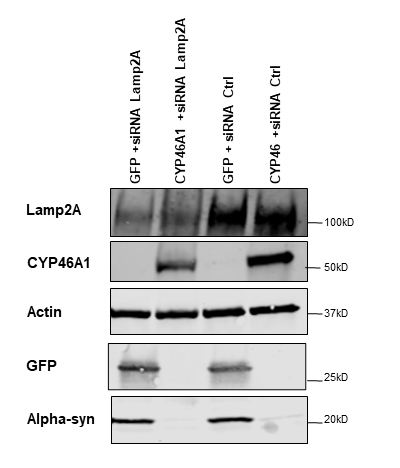 GFP +siRNA Lamp2A
CYP46A1 +siRNA Lamp2A
GFP + siRNA Ctrl
CYP46 +siRNA Ctrl
Lamp2A
100kD
CYP46A1
50kD
Actin
37kD
GFP
25kD
Alpha-syn
20kD